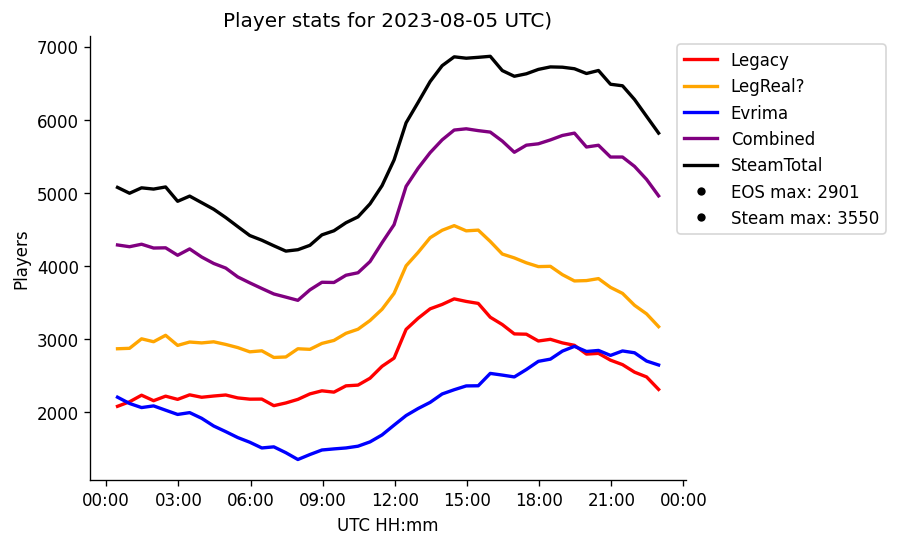 Player stats for 2023-08-05 UTC)
7000
6000
5000
4000
3000
2000
Players
00:00 03:00 06:00 09:00 12:00 15:00 18:00 21:00 00:00
UTC HH:mm
Legacy
LegReal?
Evrima
Combined
SteamTotal
EOS max: 2901
Steam max: 3550